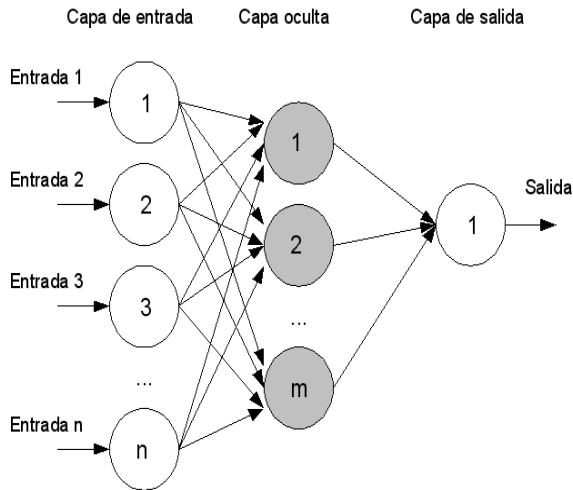 Capa de entrada Capa oculta Capa de salida
Entrada 1
1
1
Entrada 2
2
2
1
Salida
Entrada 3
3
...
...
m
Entrada n
n